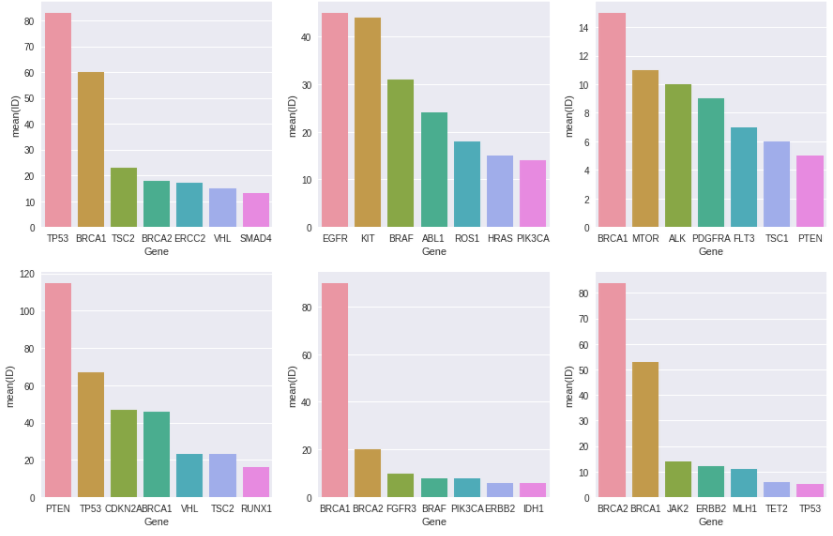 80
70
60
50
40
30
20
10
0
mean(ID)
TP53 BRCA1 TSC2 BRCA2 ERCC2 VHL SMAD4
Gene
40
30
20
10
0
mean(ID)
EGFR KIT BRAF ABL1 ROS1 HRAS PIK3CA
Gene
14
12
10
8
6
4
2
0
mean(ID)
BRCA1 MTOR ALK PDGFRA FLT3 TSC1 PTEN
Gene
120
100
80
60
40
20
0
mean(ID)
PTEN TP53 CDKN2A BRCA1 VHL TSC2 RUNX1
Gene
80
60
40
20
0
mean(ID)
BRCA1 BRCA2 FGFR3 BRAF PIK3CA ERBB2 IDH1
Gene
80
70
60
50
40
30
20
10
0
mean(ID)
BRCA2 BRCA1 JAK2 ERBB2 MLH1 TET2 TP53
Gene